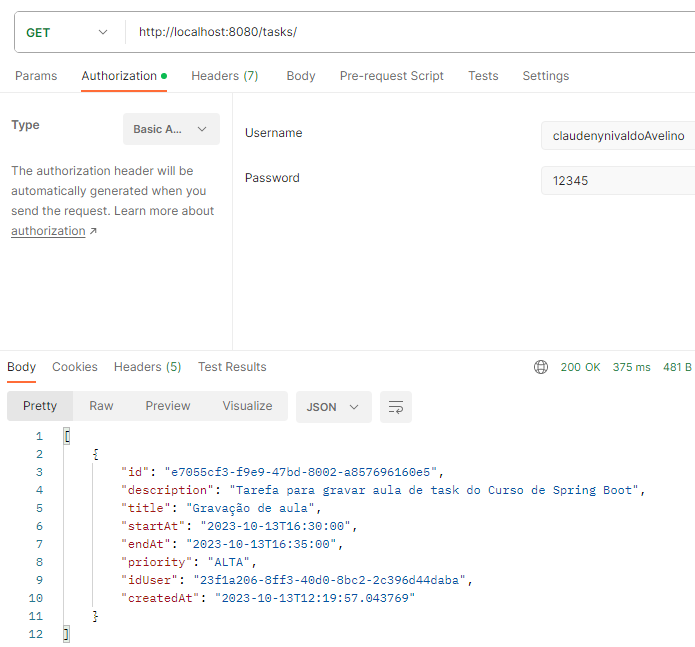 GET http://localhost:8080/tasks/
Params Authorization Headers (7) Body Pre-request Script Tests Settings
Type Basic A...
The authorization header will be
automatically generated when you
send the request. Learn more about
authorization ↗
Username claudenynivaldoAvelino
Password 12345
Body Cookies Headers (5) Test Results 200 OK 375 ms 481 B
Pretty Raw Preview Visualize JSON
1 [
2 {
3 "id": "e7055cf3-f9e9-47bd-8002-a857696160e5",
4 "description": "Tarefa para gravar aula de task do Curso de Spring Boot",
5 "title": "Gravação de aula",
6 "startAt": "2023-10-13T16:30:00",
7 "endAt": "2023-10-13T16:35:00",
8 "priority": "ALTA",
9 "idUser": "23f1a206-8ff3-40d0-8bc2-2c396d44daba",
10 "createdAt": "2023-10-13T12:19:57.043769"
11 }
12 ]